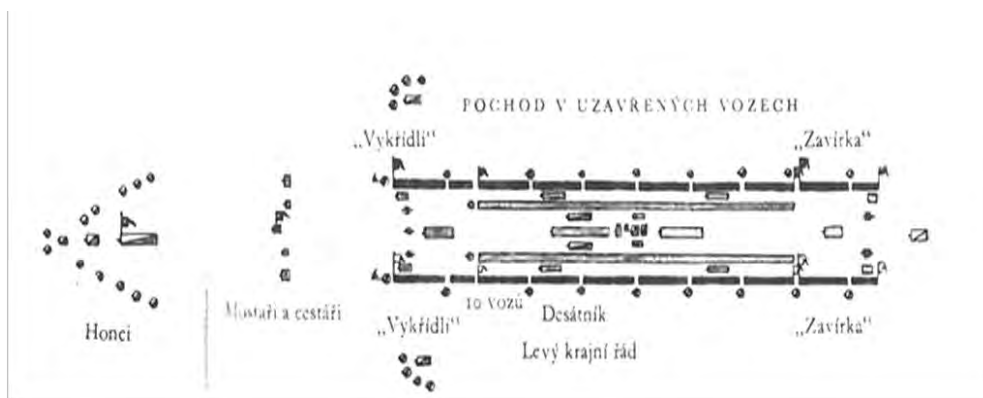 POCHOD V UZAVŘENÝCH VOZECH
„Vykřídlí“
„Zavírka“
Honci
Mostaři a cestáři
10 vozů
Desátník
„Vykřídlí“
„Zavírka“
Levý krajní řád